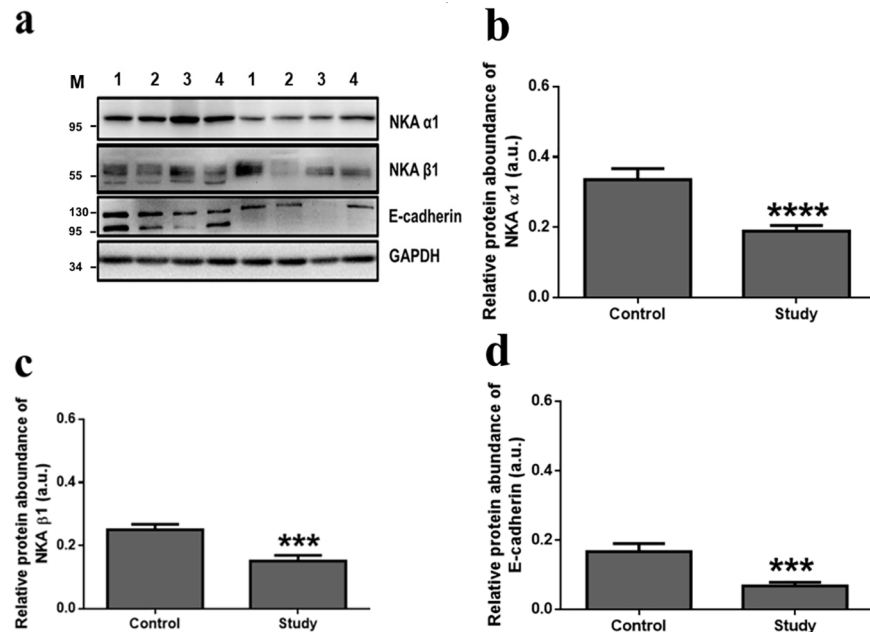 a
M 1 2 3 4 1 2 3 4
95 NKA α1
55 NKA β1
130 E-cadherin
95
34 GAPDH
b
Relative protein aboundance of
NKA α1 (a.u.)
0.6
0.4
0.2
0.0
****
Control Study
c
Relative protein aboundance of
NKA β1 (a.u.)
0.6
0.4
0.2
0.0
***
Control Study
d
Relative protein aboundance of
E-cadherin (a.u.)
0.6
0.4
0.2
0.0
***
Control Study